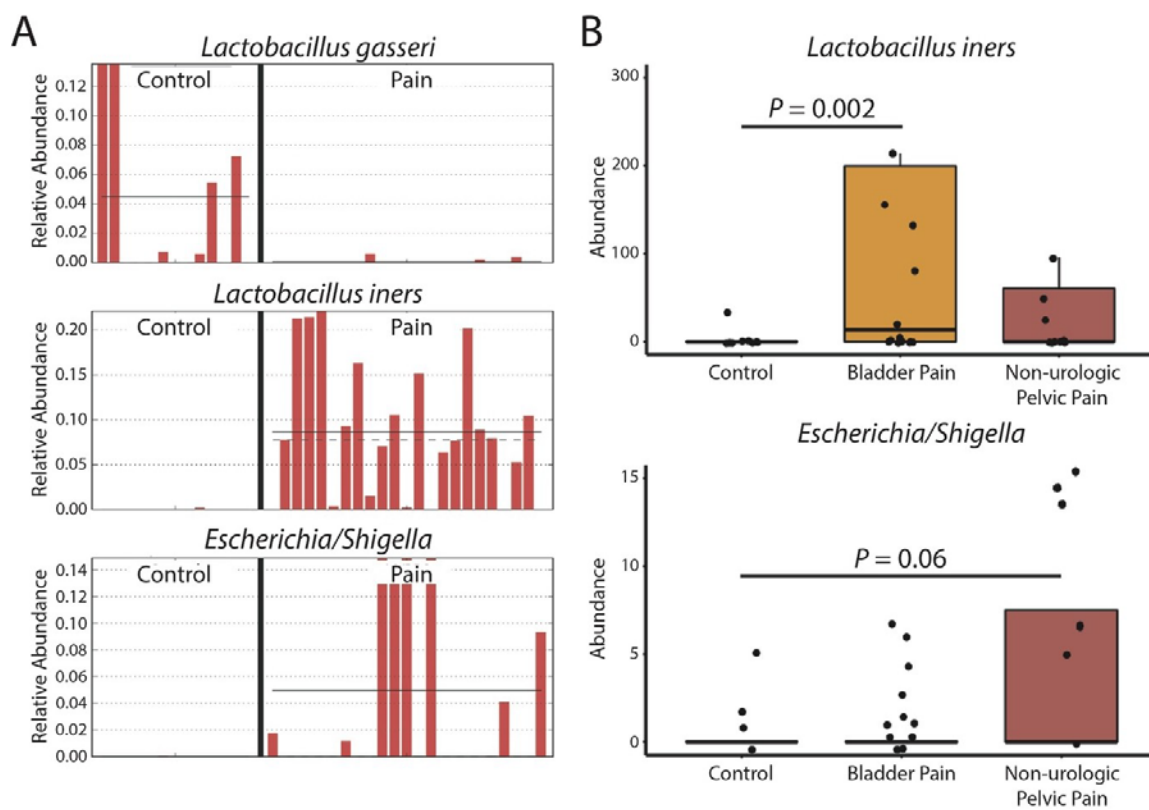 A
Lactobacillus gasseri
Control
Pain
Relative Abundance
0.12
0.10
0.08
0.06
0.04
0.02
0.00
Lactobacillus iners
Control
Pain
Relative Abundance
0.20
0.15
0.10
0.05
0.00
Escherichia/Shigella
Control
Pain
Relative Abundance
0.14
0.12
0.10
0.08
0.06
0.04
0.02
0.00
B
Lactobacillus iners
P = 0.002
Abundance
300
200
100
0
Control
Bladder Pain
Non-urologic
Pelvic Pain
Escherichia/Shigella
P = 0.06
Abundance
15
10
5
0
Control
Bladder Pain
Non-urologic
Pelvic Pain